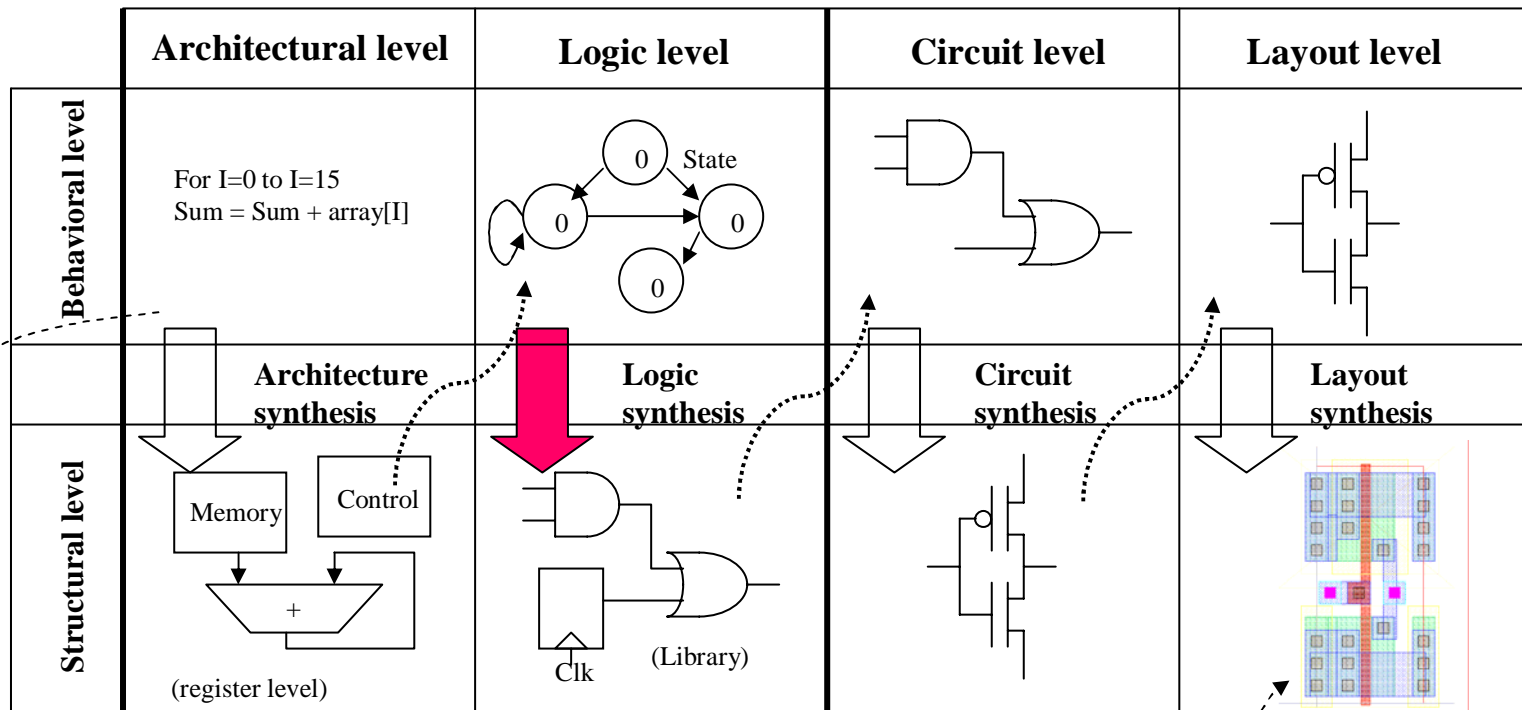 Architectural level
Logic level
Circuit level
Layout level
Behavioral level
For I=0 to I=15
Sum = Sum + array[I]
0
State
0
0
0
Architecture
synthesis
Logic
synthesis
Circuit
synthesis
Layout
synthesis
Structural level
Memory
Control
+
(register level)
Clk
(Library)